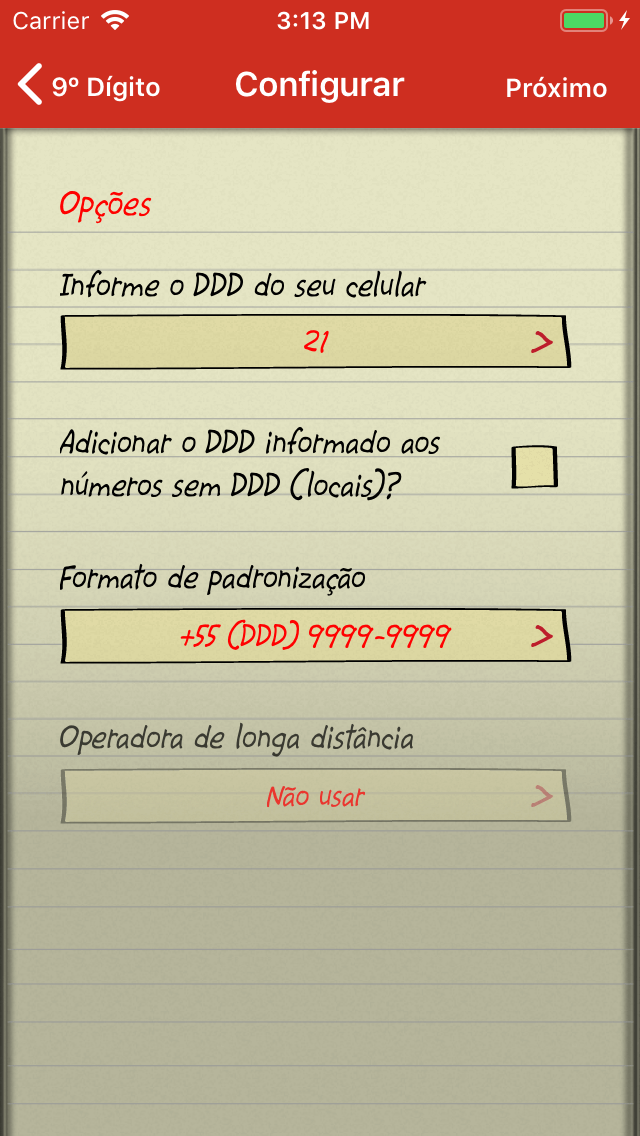 Carrier 3:13 PM
9º Dígito Configurar Próximo
Opções
Informe o DDD do seu celular
21
Adicionar o DDD informado aos
números sem DDD (locais)?
Formato de padronização
+55 (DDD) 9999-9999
Operadora de longa distância
Não usar